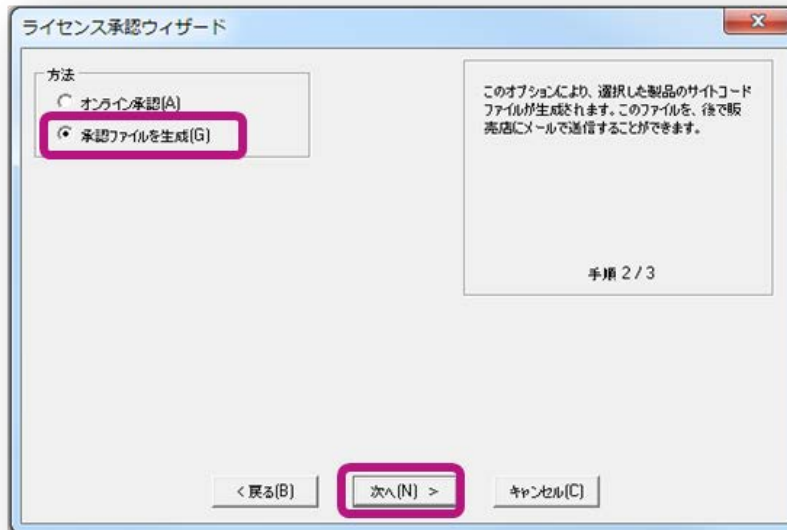 ライセンス承認ウィザード
方法
オンライン承認(A)
承認ファイルを生成(G)
このオプションにより、選択した製品のサイトコード
ファイルが生成されます。このファイルを、後で販
売店にメールで送信することができます。
手順 2 / 3
< 戻る(B)
次へ(N) >
キャンセル(C)